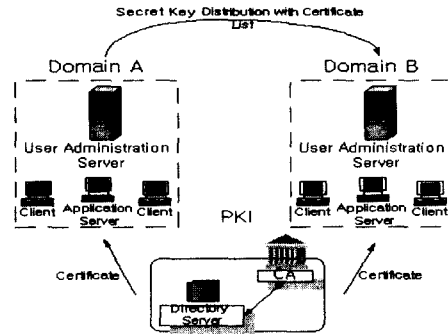 Secret Key Distribution with Certificate
List
Domain A
Domain B
User Administration
Server
User Administration
Server
Client
Application
Server
Client
Client
Application
Server
Client
PKI
CA
Certificate
Certificate
Directory
Server